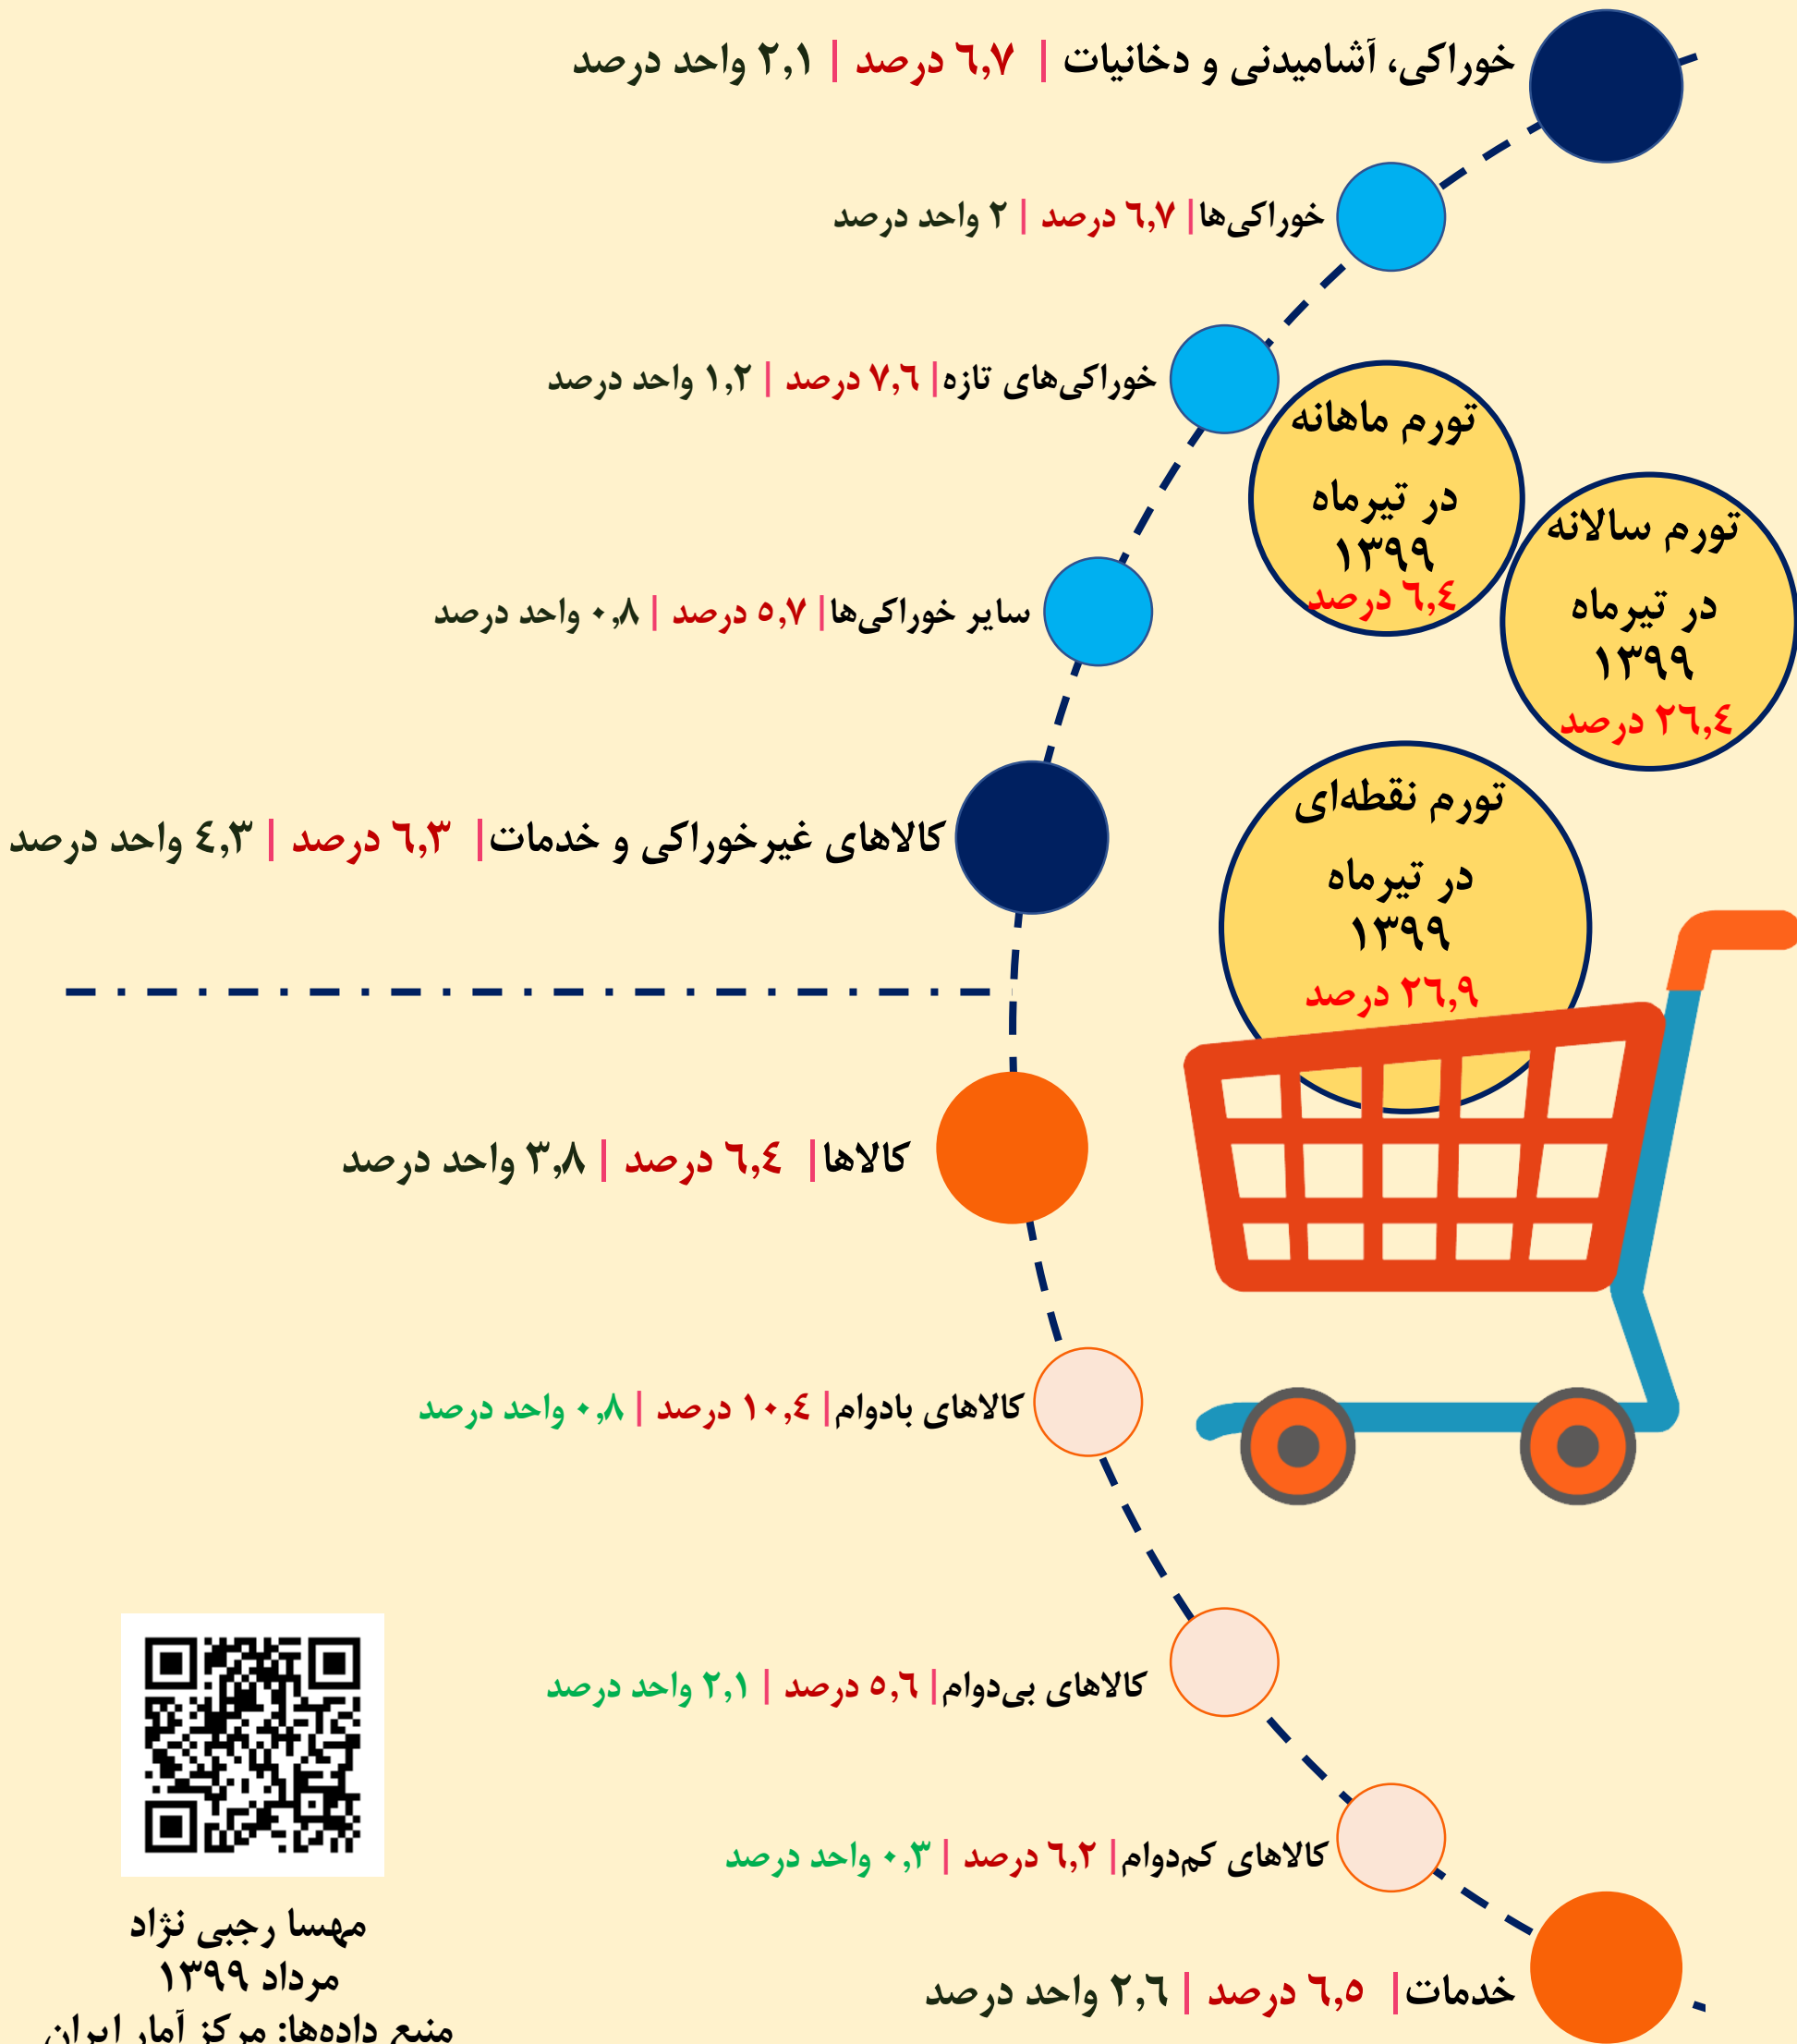 خوراکی، آشامیدنی و دخانیات | ٦,٧ درصد | ٢,١ واحد درصد
خوراکی‌ها| ٦,٧ درصد | ٢ واحد درصد
خوراکی‌های تازه| ٧,٦ درصد | ١,٢ واحد درصد
تورم ماهانه
در تیرماه
١٣٩٩
٦,٤ درصد
تورم سالانه
در تیرماه
١٣٩٩
٢٦,٤ درصد
سایر خوراکی‌ها| ٥,٧ درصد | ٠,٨ واحد درصد
تورم نقطه‌ای
در تیرماه
١٣٩٩
٢٦,٩ درصد
کالاهای غیرخوراکی و خدمات| ٦,٣ درصد | ٤,٣ واحد درصد
کالاها| ٦,٤ درصد | ٣,٨ واحد درصد
کالاهای بادوام| ١٠,٤ درصد | ٠,٨ واحد درصد
کالاهای بی‌دوام| ٥,٦ درصد | ٢,١ واحد درصد
کالاهای کم‌دوام| ٦,٢ درصد | ٠,٣ واحد درصد
خدمات| ٦,٥ درصد | ٢,٦ واحد درصد
مهسا رجبی نژاد
مرداد ١٣٩٩
منبع داده‌ها: مرکز آمار ایران